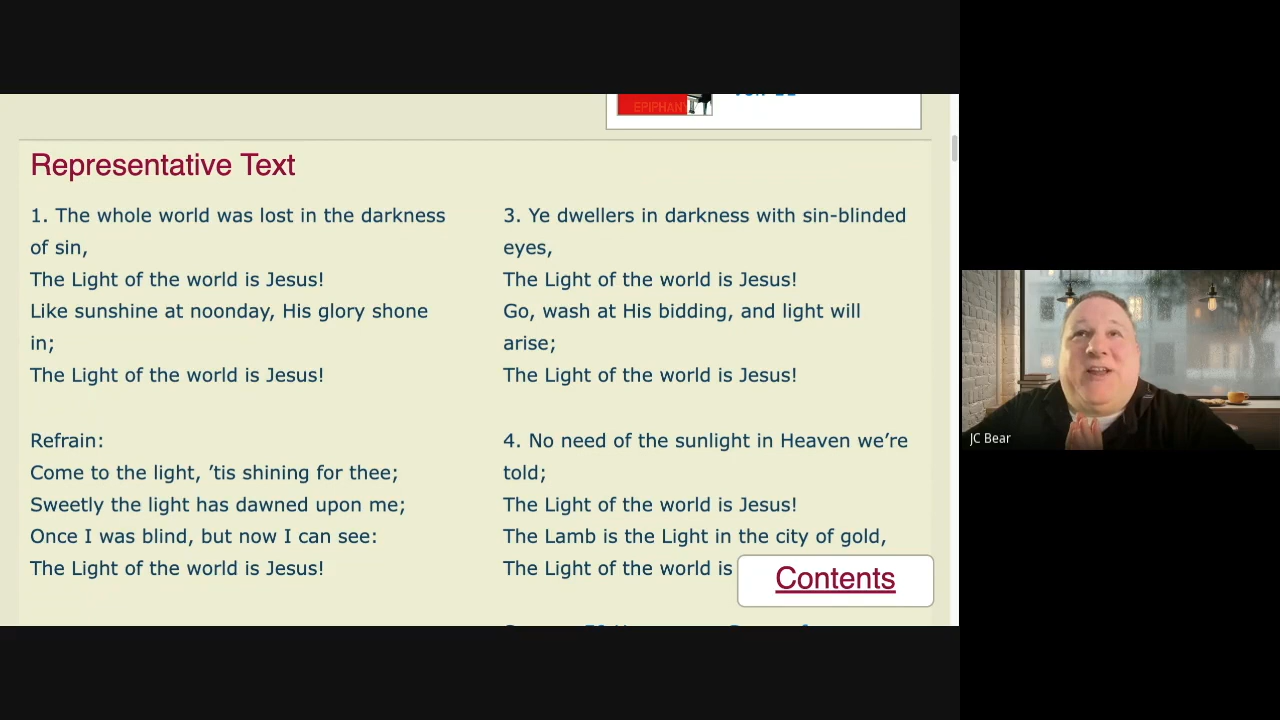 EPIPHANY
Representative Text
1. The whole world was lost in the darkness
of sin,
The Light of the world is Jesus!
Like sunshine at noonday, His glory shone
in;
The Light of the world is Jesus!
Refrain:
Come to the light, ’tis shining for thee;
Sweetly the light has dawned upon me;
Once I was blind, but now I can see:
The Light of the world is Jesus!
3. Ye dwellers in darkness with sin-blinded
eyes,
The Light of the world is Jesus!
Go, wash at His bidding, and light will
arise;
The Light of the world is Jesus!
4. No need of the sunlight in Heaven we’re
told;
The Light of the world is Jesus!
The Lamb is the Light in the city of gold,
The Light of the world is
Contents
JC Bear